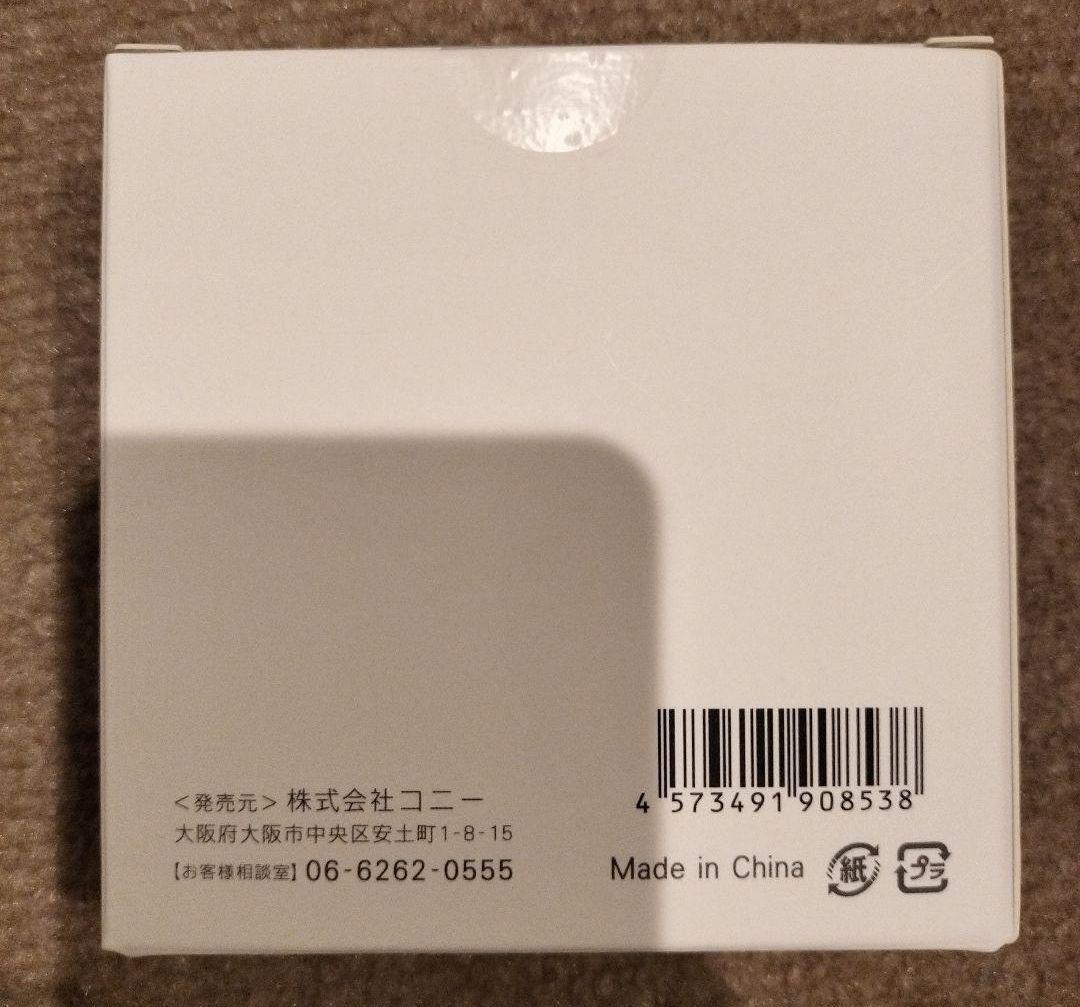 <発売元> 株式会社コニー
大阪府大阪市中央区安土町1-8-15
【お客様相談室】06-6262-0555
4 573491 908538
Made in China
紙
プラ